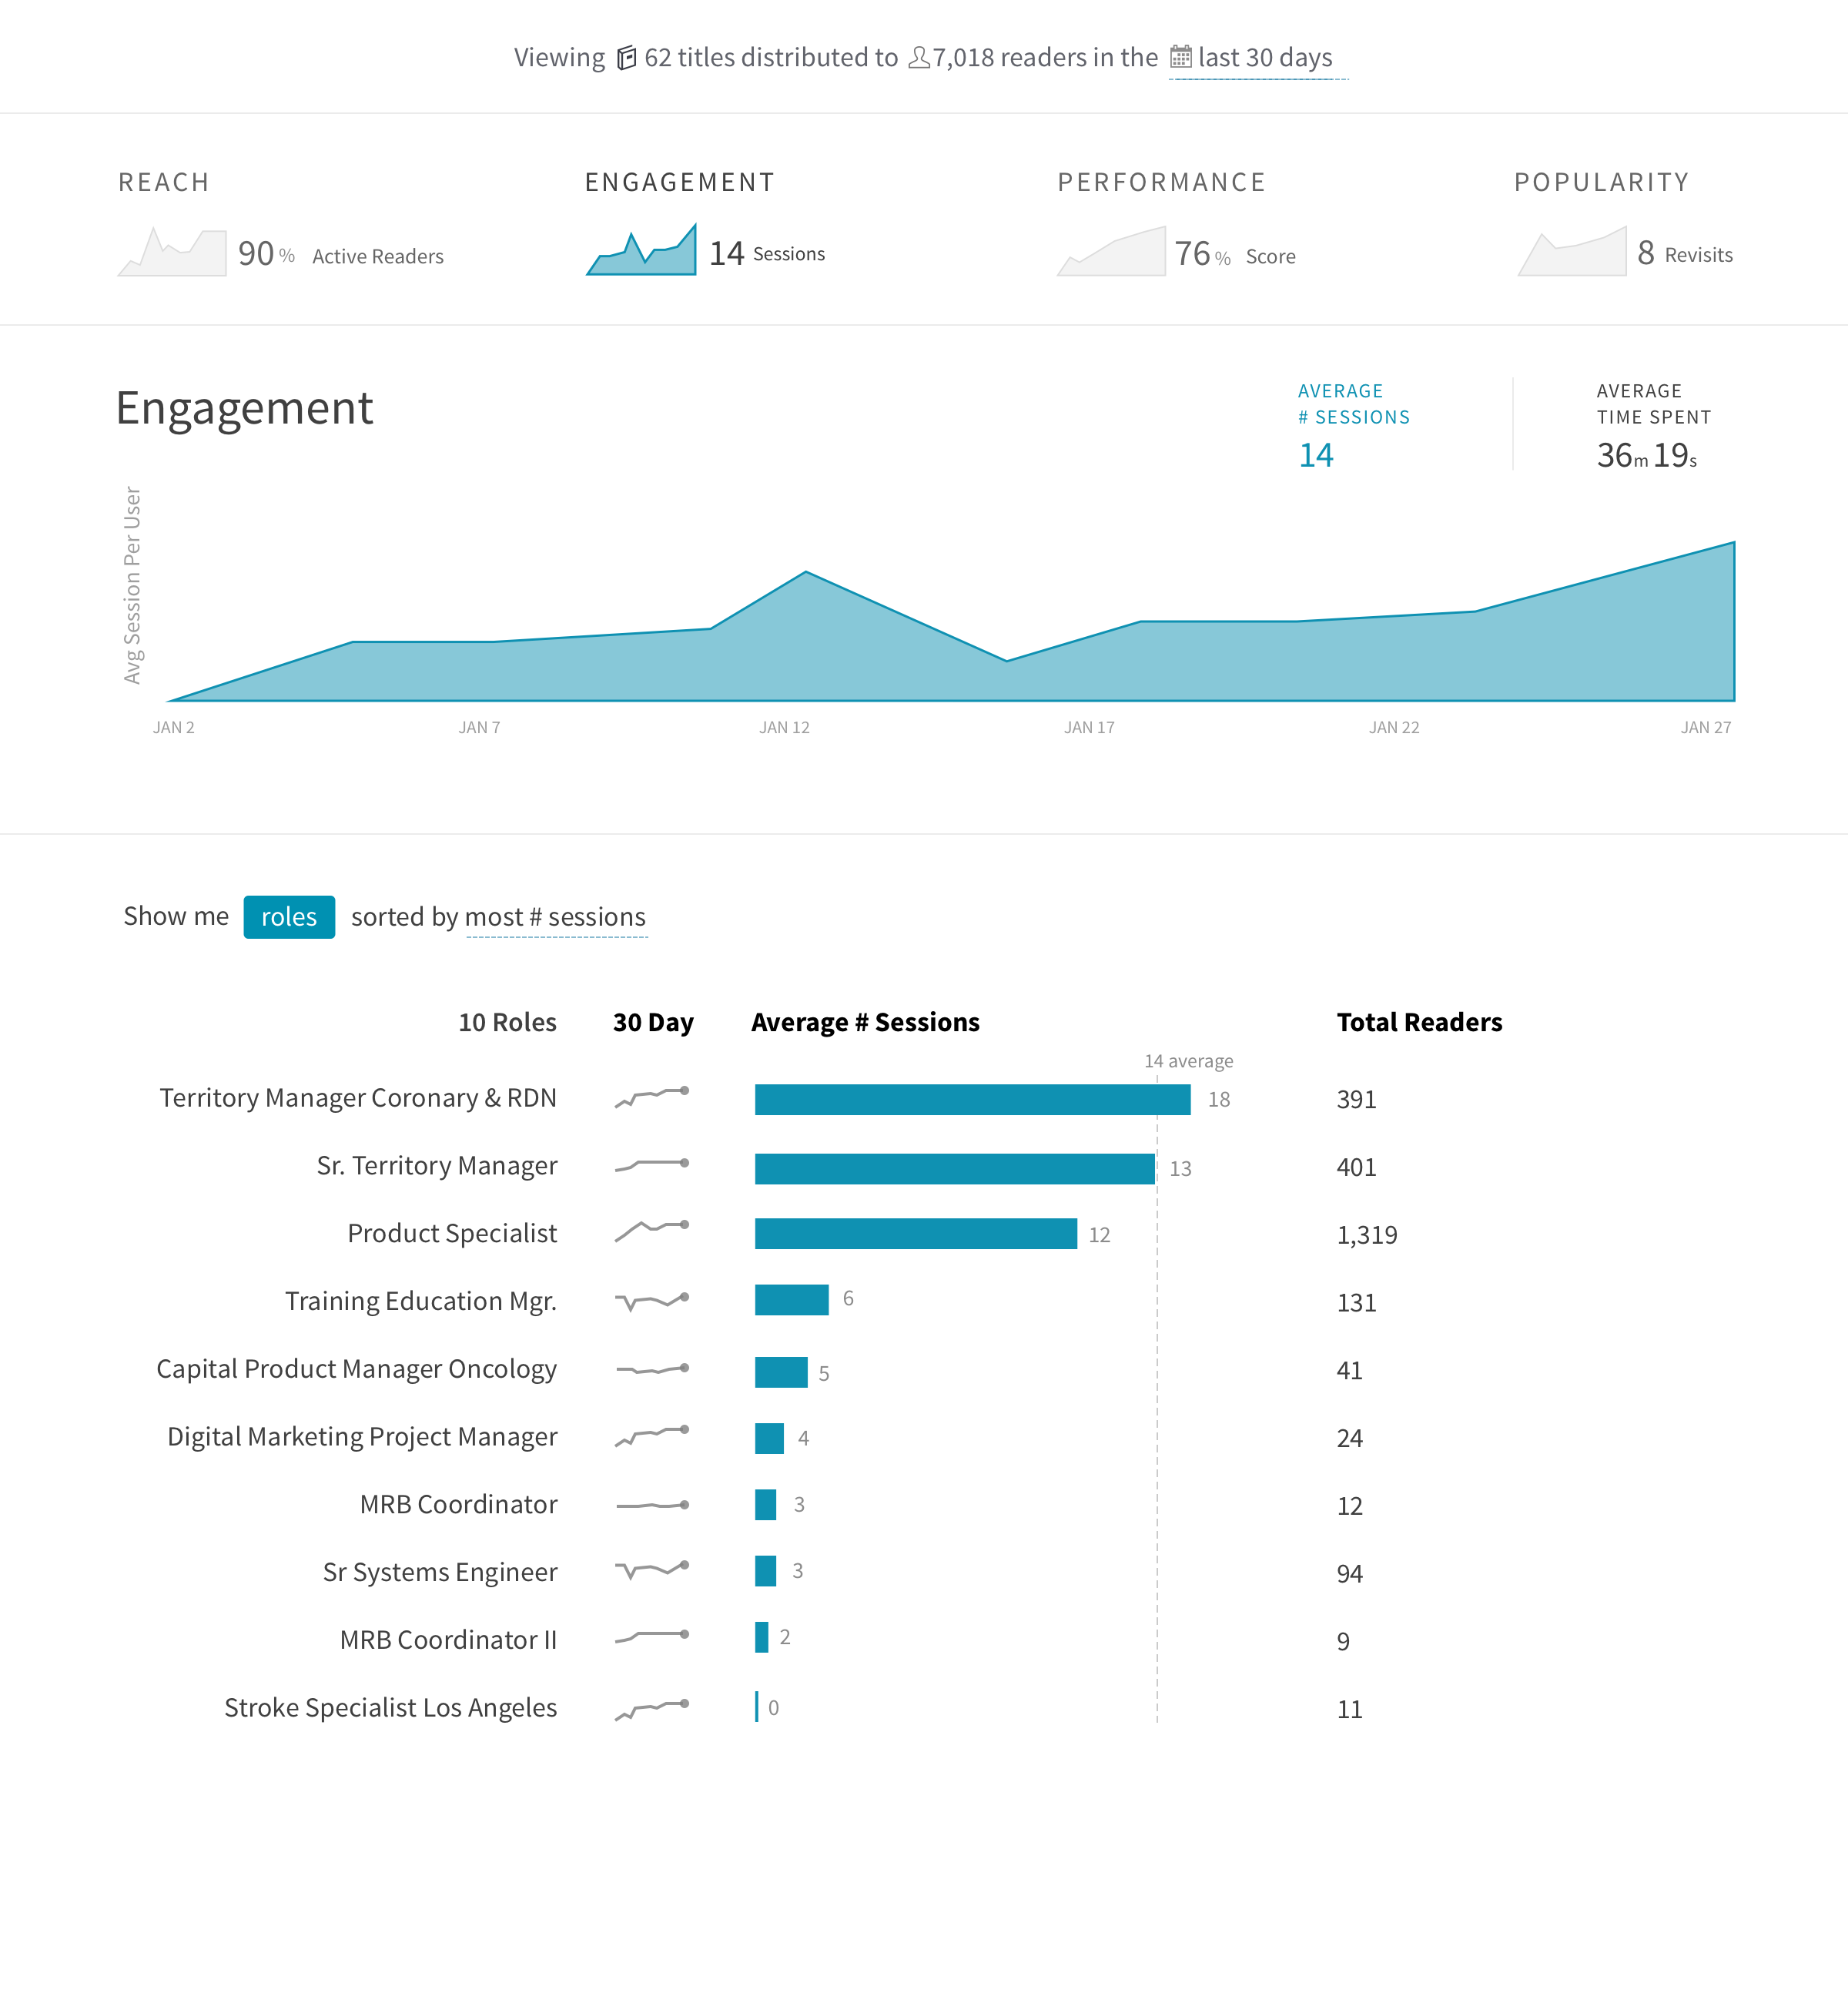 Viewing 62 titles distributed to 7,018 readers in the last 30 days
REACH
90 % Active Readers
ENGAGEMENT
14 Sessions
PERFORMANCE
76 % Score
POPULARITY
8 Revisits
Engagement
AVERAGE
# SESSIONS
14
AVERAGE
TIME SPENT
36m 19s
Avg Session Per User
JAN 2 JAN 7 JAN 12 JAN 17 JAN 22 JAN 27
Show me roles sorted by most # sessions
10 Roles 30 Day Average # Sessions Total Readers
14 average
Territory Manager Coronary & RDN 18 391
Sr. Territory Manager 13 401
Product Specialist 12 1,319
Training Education Mgr. 6 131
Capital Product Manager Oncology 5 41
Digital Marketing Project Manager 4 24
MRB Coordinator 3 12
Sr Systems Engineer 3 94
MRB Coordinator II 2 9
Stroke Specialist Los Angeles 0 11